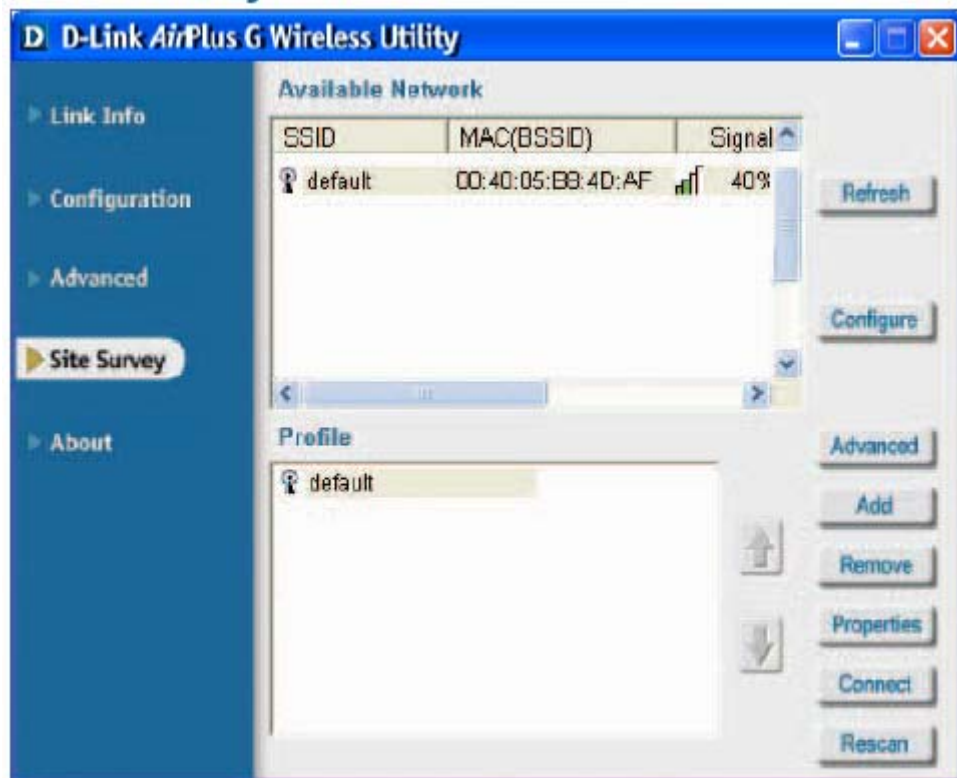 D D-Link AirPlus G Wireless Utility
Link Info
Configuration
Advanced
Site Survey
About
Available Network
SSID MAC(BSSID) Signal
default 00:40:05:B8:4D:AF 40%
Refresh
Configure
Profile
default
Advanced
Add
Remove
Properties
Connect
Rescan